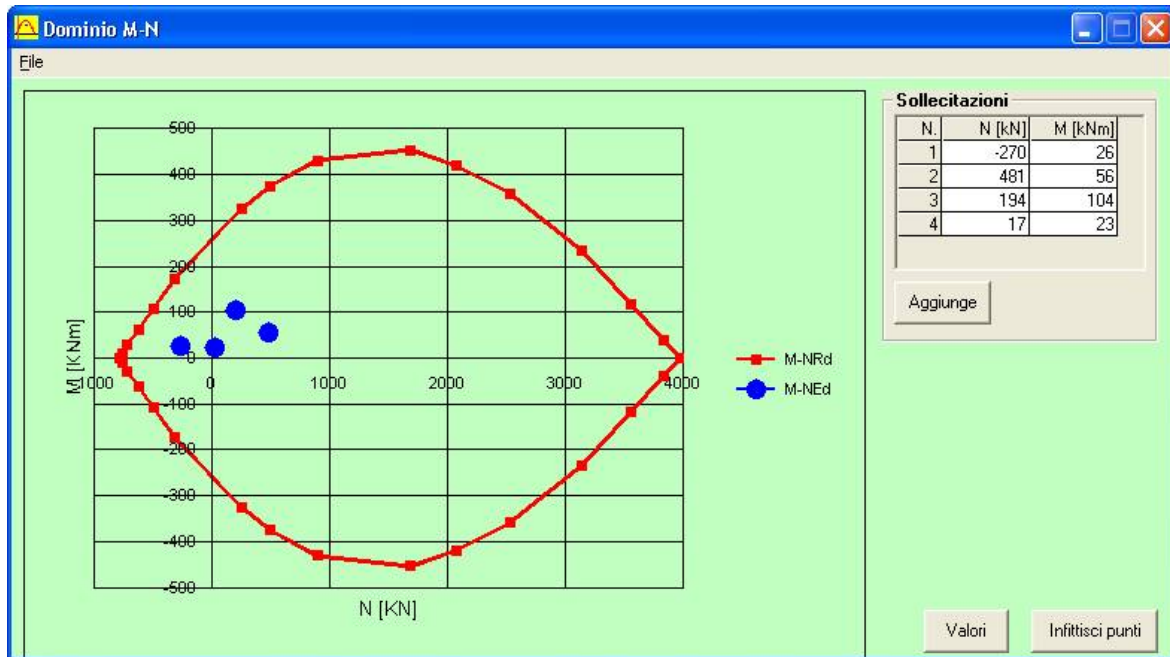 Dominio M-N
File
500
400
300
200
100
0
-100
-200
-300
-400
-500
-1000 0 1000 2000 3000 4000
M [KNm]
N [KN]
M-NRd
M-NEd
Sollecitazioni
N. N [kN] M [kNm]
1 -270 26
2 481 56
3 194 104
4 17 23
Aggiunge
Valori Infittisci punti